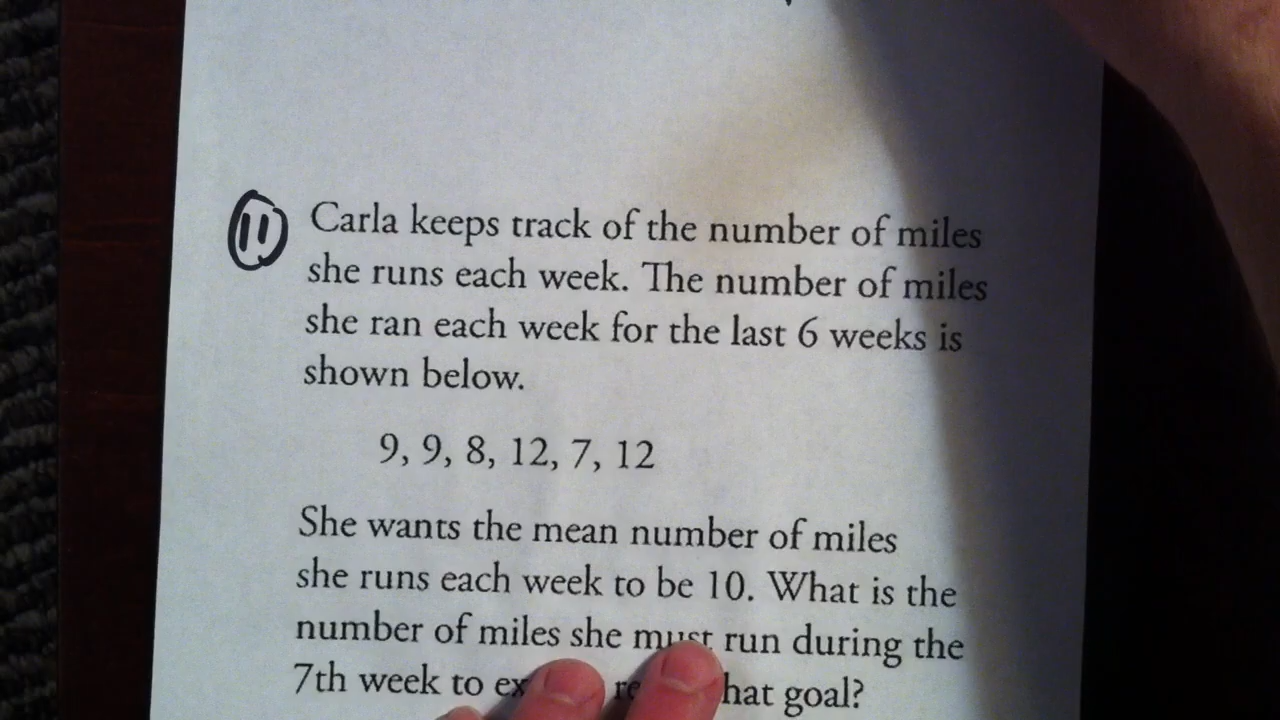 11 Carla keeps track of the number of miles
she runs each week. The number of miles
she ran each week for the last 6 weeks is
shown below.
9, 9, 8, 12, 7, 12
She wants the mean number of miles
she runs each week to be 10. What is the
number of miles she must run during the
7th week to goal?